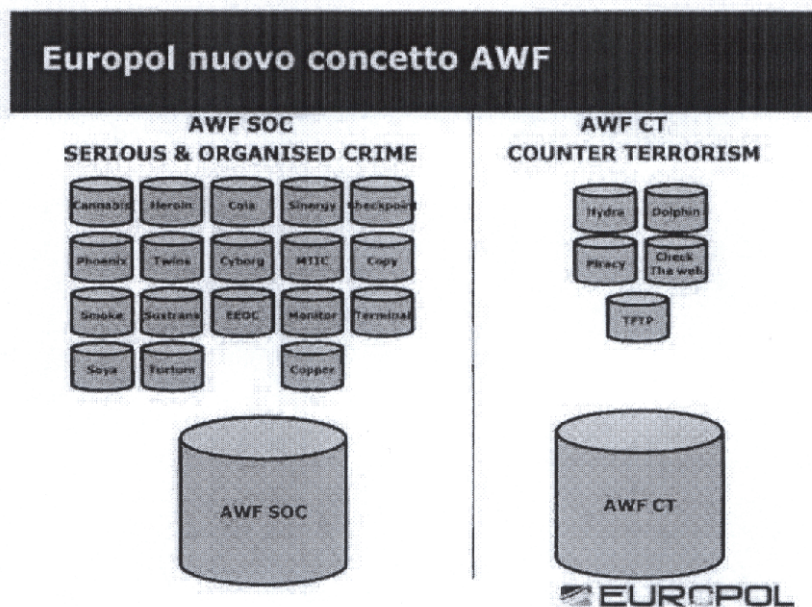 Europol nuovo concetto AWF
AWF SOC
SERIOUS & ORGANISED CRIME
Cannabis Heroin Cola Sinergy Checkpoint
Phoenix Twins Cyborg MTIC Copy
Smoke Sustrans EEOC Monitor Terminal
Soya Furtum Copper
AWF SOC
AWF CT
COUNTER TERRORISM
Hydra Dolphin
Piracy Check
The web
TFTP
AWF CT
EUROPOL